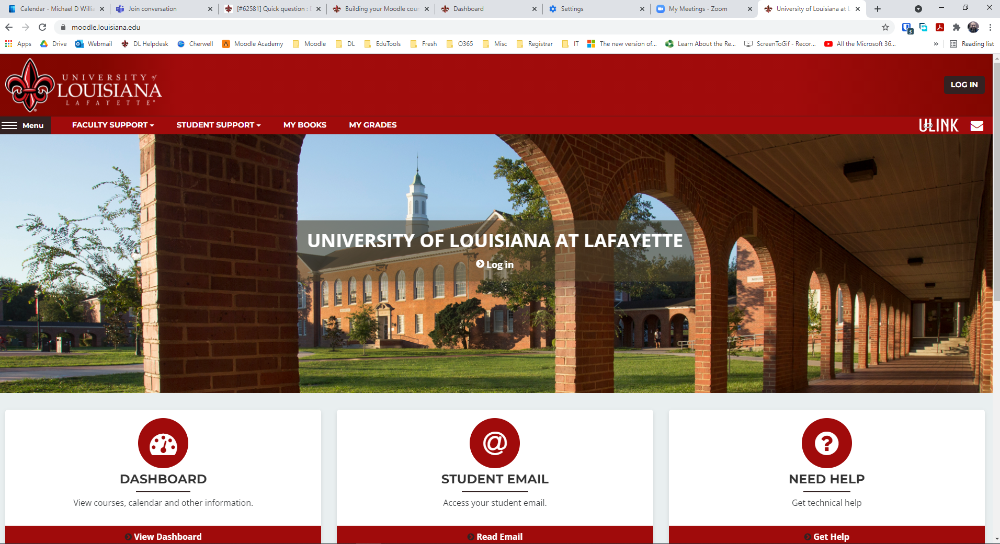 Calendar - Michael D Willia
Join conversation
[#62581] Quick question :
Building your Moodle cour
Dashboard
Settings
My Meetings - Zoom
University of Louisiana at L
moodle.louisiana.edu
3
Apps
Drive
Webmail
DL Helpdesk
Cherwell
Moodle Academy
Moodle
DL
EduTools
Fresh
O365
Misc
Registrar
IT
The new version of...
Learn About the Re...
ScreenToGif - Recor...
All the Microsoft 36...
»
Reading list
UNIVERSITY of
LOUISIANA
LAFAYETTE®
LOG IN
Menu
FACULTY SUPPORT
STUDENT SUPPORT
MY BOOKS
MY GRADES
ULINK
UNIVERSITY OF LOUISIANA AT LAFAYETTE
Log in
DASHBOARD
View courses, calendar and other information.
View Dashboard
STUDENT EMAIL
@
Access your student email.
Read Email
NEED HELP
?
Get technical help
Get Help